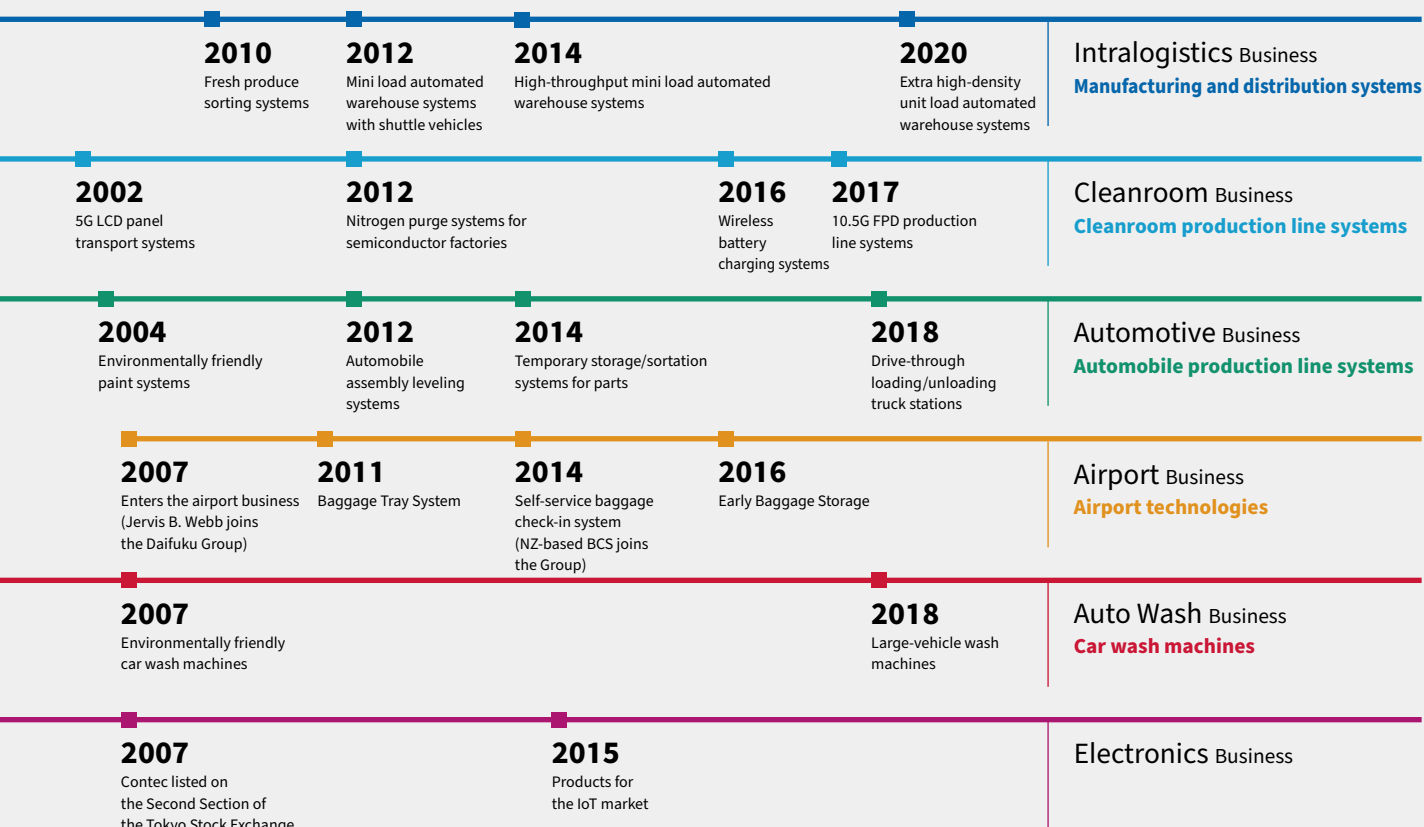 2010
Fresh produce
sorting systems
2012
Mini load automated
warehouse systems
with shuttle vehicles
2014
High-throughput mini load automated
warehouse systems
2020
Extra high-density
unit load automated
warehouse systems
Intralogistics Business
Manufacturing and distribution systems
2002
5G LCD panel
transport systems
2012
Nitrogen purge systems for
semiconductor factories
2016
Wireless
battery
charging systems
2017
10.5G FPD production
line systems
Cleanroom Business
Cleanroom production line systems
2004
Environmentally friendly
paint systems
2012
Automobile
assembly leveling
systems
2014
Temporary storage/sortation
systems for parts
2018
Drive-through
loading/unloading
truck stations
Automotive Business
Automobile production line systems
2007
Enters the airport business
(Jervis B. Webb joins
the Daifuku Group)
2011
Baggage Tray System
2014
Self-service baggage
check-in system
(NZ-based BCS joins
the Group)
2016
Early Baggage Storage
Airport Business
Airport technologies
2007
Environmentally friendly
car wash machines
2018
Large-vehicle wash
machines
Auto Wash Business
Car wash machines
2007
Contec listed on
the Second Section of
the Tokyo Stock Exchange
2015
Products for
the IoT market
Electronics Business